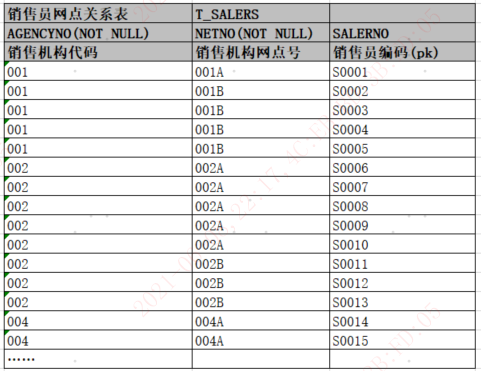 销售员网点关系表 T_SALERS
AGENCYNO(NOT NULL) NETNO(NOT NULL) SALERNO
销售机构代码 销售机构网点号 销售员编码(pk)
001 001A S0001
001 001B S0002
001 001B S0003
001 001B S0004
001 001B S0005
002 002A S0006
002 002A S0007
002 002A S0008
002 002A S0009
002 002A S0010
002 002B S0011
002 002B S0012
002 002B S0013
004 004A S0014
004 004A S0015
……